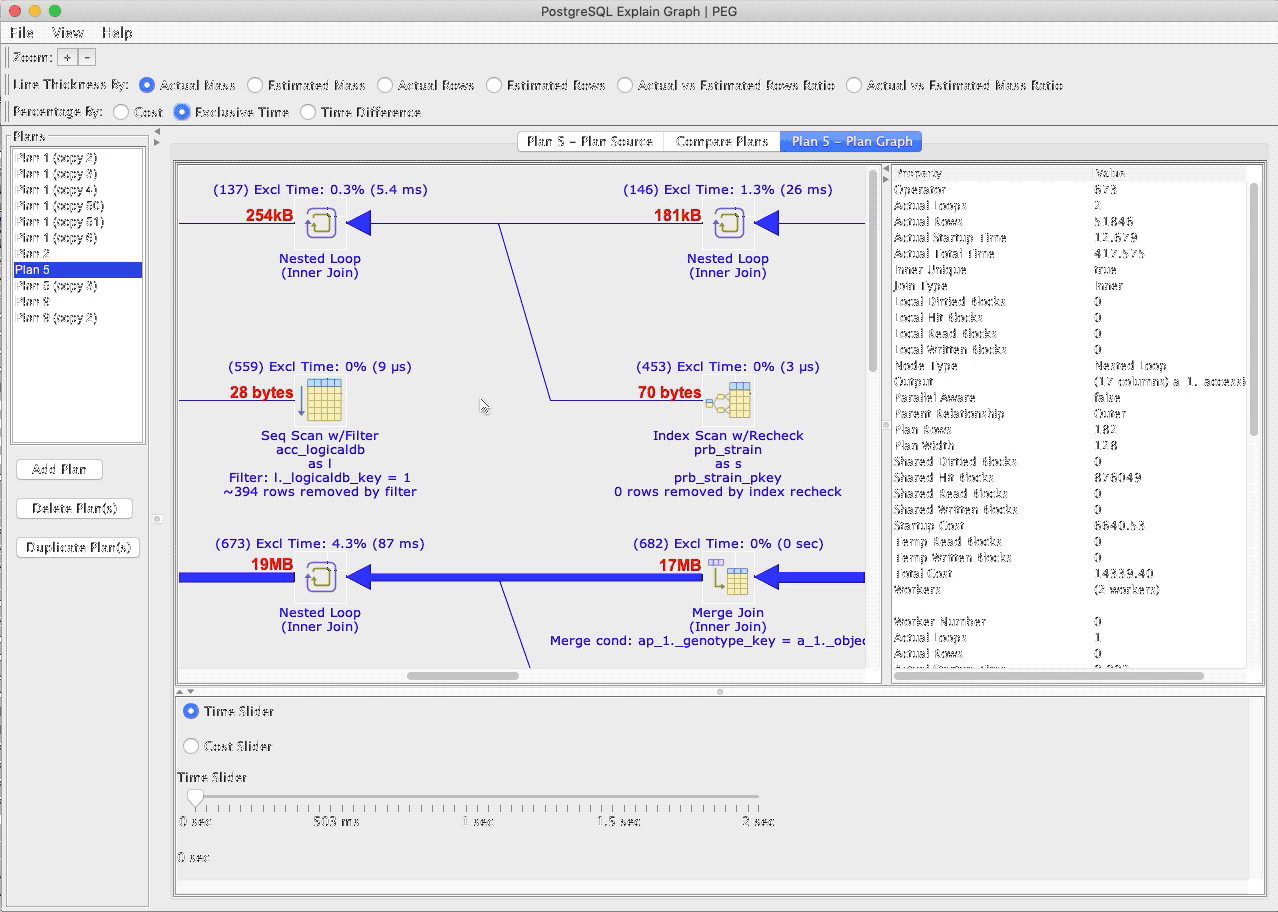 PostgreSQL Explain Graph | PEG
File View Help
Zoom: + -
Line Thickness By: Actual Mass Estimated Mass Actual Rows Estimated Rows Actual vs Estimated Rows Ratio Actual vs Estimated Mass Ratio
Percentage By: Cost Exclusive Time Time Difference
Plans
Plan 1 (copy 2)
Plan 1 (copy 3)
Plan 1 (copy 4)
Plan 1 (copy 50)
Plan 1 (copy 51)
Plan 1 (copy 6)
Plan 2
Plan 5
Plan 5 (copy 3)
Plan 9
Plan 9 (copy 2)
Add Plan
Delete Plan(s)
Duplicate Plan(s)
Plan 5 - Plan Source Compare Plans Plan 5 - Plan Graph
(137) Excl Time: 0.3% (5.4 ms)
254kB
Nested Loop
(Inner Join)
(146) Excl Time: 1.3% (26 ms)
181kB
Nested Loop
(Inner Join)
(559) Excl Time: 0% (9 µs)
28 bytes
Seq Scan w/Filter
acc_logicaldb
as l
Filter: l._logicaldb_key = 1
~394 rows removed by filter
(453) Excl Time: 0% (3 µs)
70 bytes
Index Scan w/Recheck
prb_strain
as s
prb_strain_pkey
0 rows removed by index recheck
(673) Excl Time: 4.3% (87 ms)
19MB
Nested Loop
(Inner Join)
(682) Excl Time: 0% (0 sec)
17MB
Merge Join
(Inner Join)
Merge cond: ap_1._genotype_key = a_1._objec
Property Value
Operator 673
Actual Loops 2
Actual Rows 51846
Actual Startup Time 12.679
Actual Total Time 417.575
Inner Unique true
Join Type Inner
Local Dirtied Blocks 0
Local Hit Blocks 0
Local Read Blocks 0
Local Written Blocks 0
Node Type Nested Loop
Output (17 columns) a_1._accessi
Parallel Aware false
Parent Relationship Outer
Plan Rows 182
Plan Width 128
Shared Dirtied Blocks 0
Shared Hit Blocks 876049
Shared Read Blocks 0
Shared Written Blocks 0
Startup Cost 6640.53
Temp Read Blocks 0
Temp Written Blocks 0
Total Cost 14339.40
Workers (2 workers)
Worker Number 0
Actual Loops 1
Actual Rows 0
Time Slider
Cost Slider
Time Slider
0 sec 503 ms 1 sec 1.5 sec 2 sec
0 sec